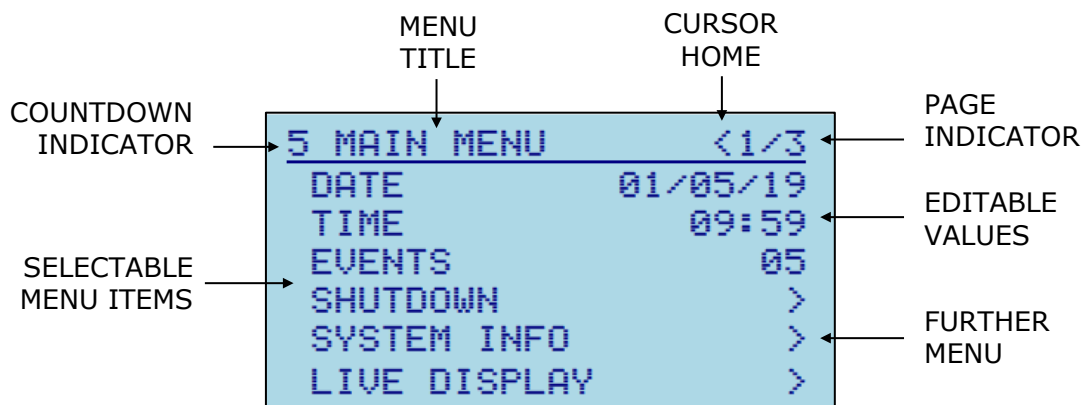 MENU
TITLE
CURSOR
HOME
COUNTDOWN
INDICATOR
PAGE
INDICATOR
5 MAIN MENU <1/3
DATE 01/05/19
TIME 09:59
EDITABLE
VALUES
EVENTS 05
SELECTABLE
MENU ITEMS
SHUTDOWN >
SYSTEM INFO >
FURTHER
MENU
LIVE DISPLAY >